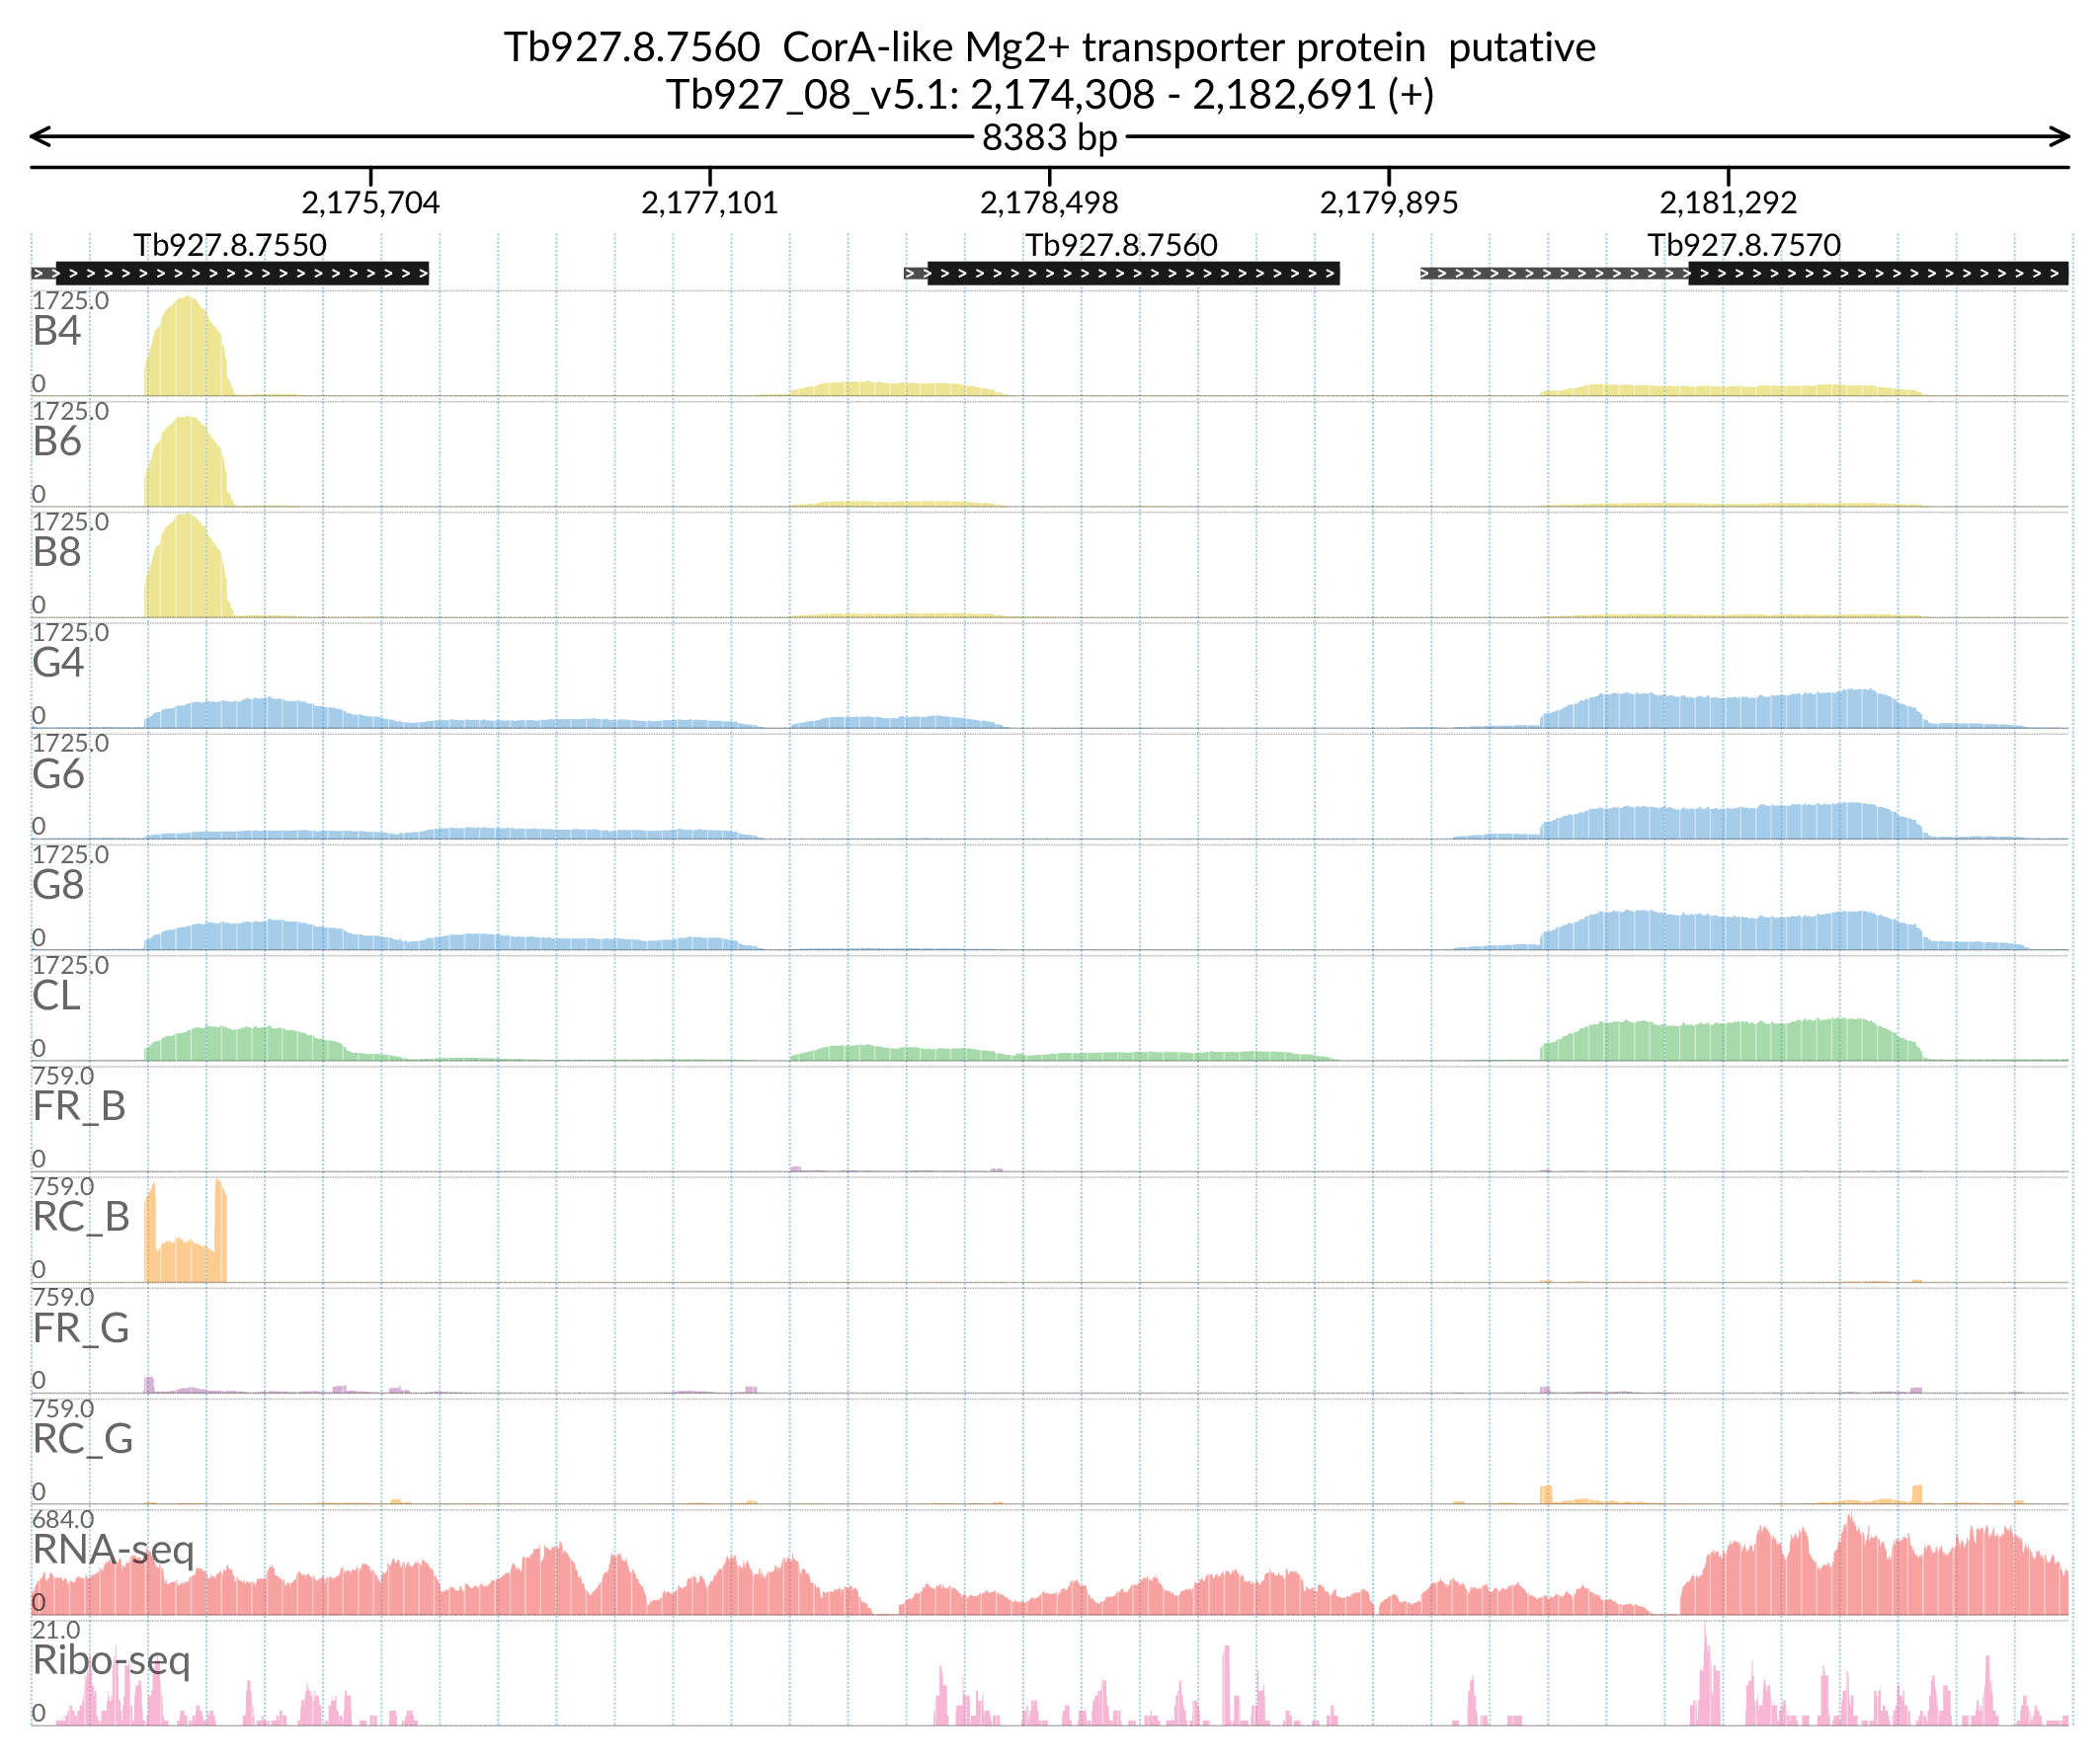 Tb927.8.7560 CorA-like Mg2+ transporter protein putative
Tb927_08_v5.1: 2,174,308 - 2,182,691 (+)
8383 bp
2,175,704 2,177,101 2,178,498 2,179,895 2,181,292
Tb927.8.7550 Tb927.8.7560 Tb927.8.7570
1725.0
B4
0
1725.0
B6
0
1725.0
B8
0
1725.0
G4
0
1725.0
G6
0
1725.0
G8
0
1725.0
CL
0
759.0
FR_B
0
759.0
RC_B
0
759.0
FR_G
0
759.0
RC_G
0
684.0
RNA-seq
0
21.0
Ribo-seq
0